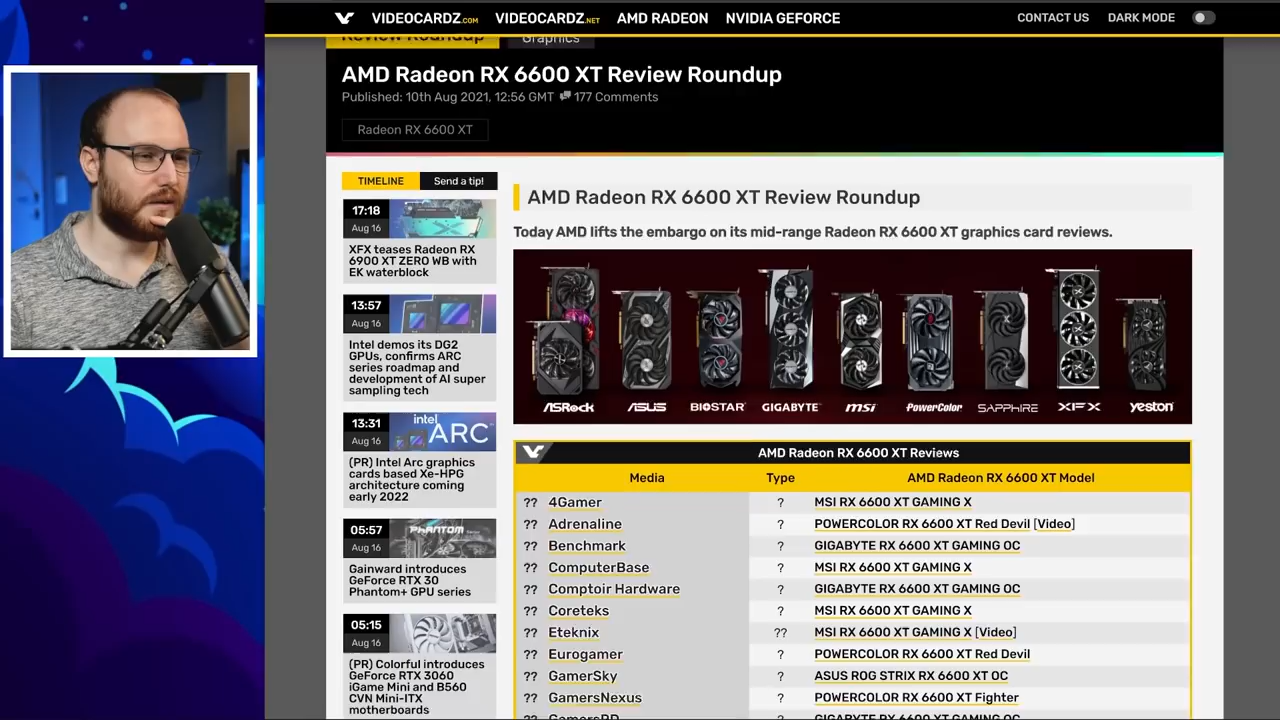 VIDEOCARDZ.COM VIDEOCARDZ.NET AMD RADEON NVIDIA GEFORCE CONTACT US DARK MODE
Review Roundup Graphics
AMD Radeon RX 6600 XT Review Roundup
Published: 10th Aug 2021, 12:56 GMT 177 Comments
Radeon RX 6600 XT
TIMELINE Send a tip!
17:18
Aug 16
XFX teases Radeon RX
6900 XT ZERO WB with
EK waterblock
13:57
Aug 16
Intel demos its DG2
GPUs, confirms ARC
series roadmap and
development of AI super
sampling tech
13:31
Aug 16
intel
ARC
(PR) Intel Arc graphics
cards based Xe-HPG
architecture coming
early 2022
05:57
Aug 16
PHANTOM
Gainward introduces
GeForce RTX 30
Phantom+ GPU series
05:15
Aug 16
(PR) Colorful introduces
GeForce RTX 3060
iGame Mini and B560
CVN Mini-ITX
motherboards
AMD Radeon RX 6600 XT Review Roundup
Today AMD lifts the embargo on its mid-range Radeon RX 6600 XT graphics card reviews.
ASRock ASUS BIOSTAR GIGABYTE msi PowerColor SAPPHIRE XFX yeston
AMD Radeon RX 6600 XT Reviews
Media Type AMD Radeon RX 6600 XT Model
?? 4Gamer ? MSI RX 6600 XT GAMING X
?? Adrenaline ? POWERCOLOR RX 6600 XT Red Devil [Video]
?? Benchmark ? GIGABYTE RX 6600 XT GAMING OC
?? ComputerBase ? MSI RX 6600 XT GAMING X
?? Comptoir Hardware ? GIGABYTE RX 6600 XT GAMING OC
?? Coreteks ? MSI RX 6600 XT GAMING X
?? Eteknix ?? MSI RX 6600 XT GAMING X [Video]
?? Eurogamer ? POWERCOLOR RX 6600 XT Red Devil
?? GamerSky ? ASUS ROG STRIX RX 6600 XT OC
?? GamersNexus ? POWERCOLOR RX 6600 XT Fighter
?? GamersRD ? GIGABYTE RX 6600 XT GAMING OC